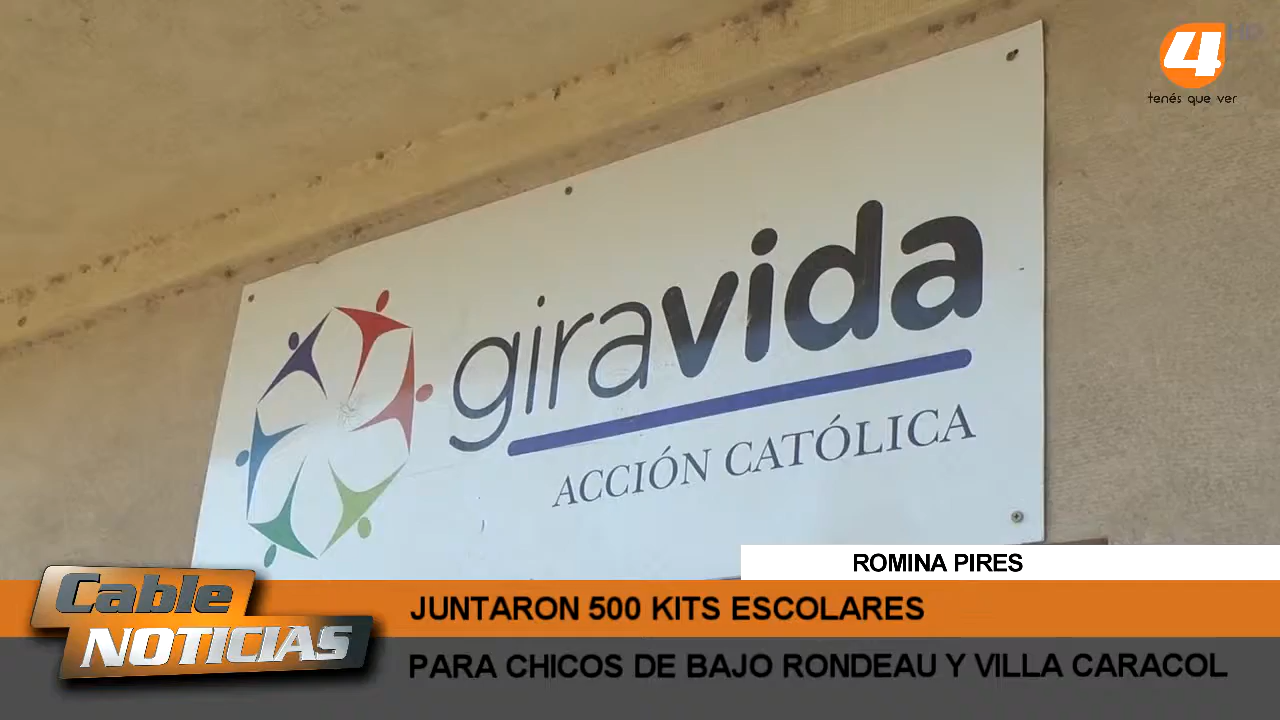 4 HD
tenés que ver
giravida
ACCIÓN CATÓLICA
ROMINA PIRES
Cable
NOTICIAS
JUNTARON 500 KITS ESCOLARES
PARA CHICOS DE BAJO RONDEAU Y VILLA CARACOL